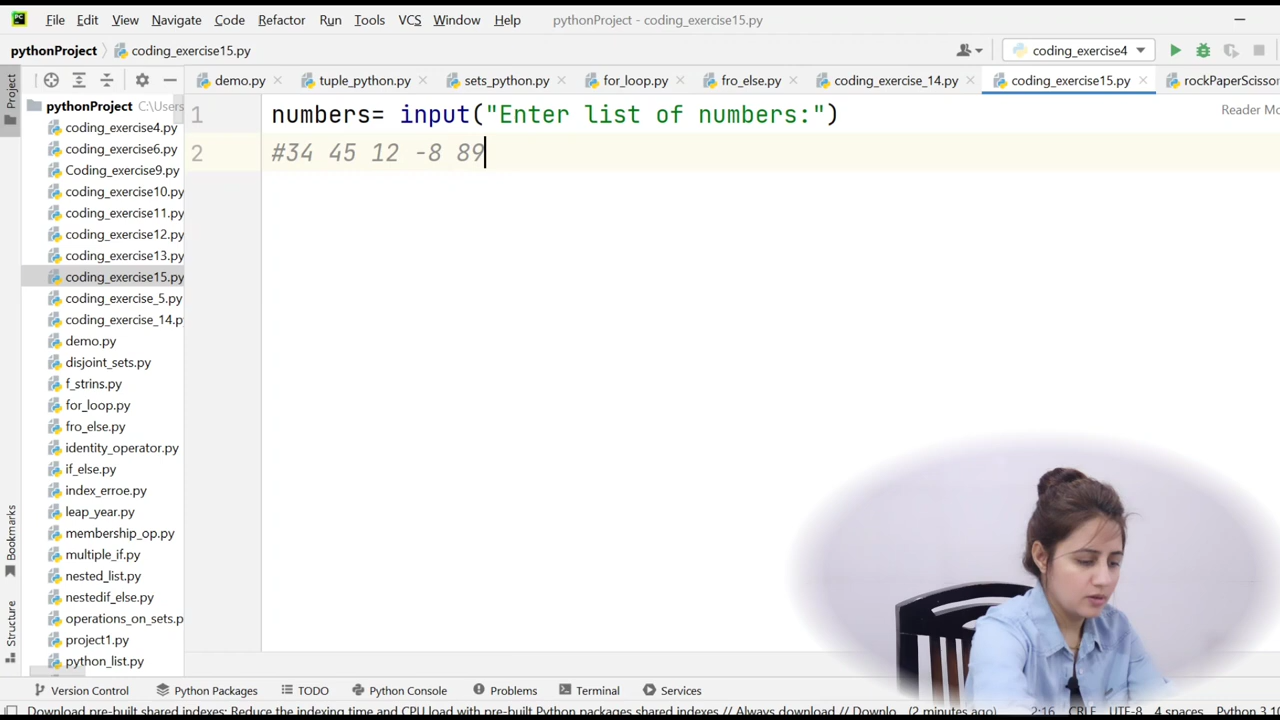 File Edit View Navigate Code Refactor Run Tools VCS Window Help pythonProject - coding_exercise15.py
pythonProject coding_exercise15.py coding_exercise4
Project demo.py tuple_python.py sets_python.py for_loop.py fro_else.py coding_exercise_14.py coding_exercise15.py rockPaperScissor
pythonProject C:\Users
1 numbers= input("Enter list of numbers:") Reader Mo
2 #34 45 12 -8 89
coding_exercise4.py
coding_exercise6.py
Coding_exercise9.py
coding_exercise10.py
coding_exercise11.py
coding_exercise12.py
coding_exercise13.py
coding_exercise15.py
coding_exercise_5.py
coding_exercise_14.py
demo.py
disjoint_sets.py
f_strins.py
for_loop.py
fro_else.py
identity_operator.py
if_else.py
index_erroe.py
leap_year.py
membership_op.py
multiple_if.py
nested_list.py
nestedif_else.py
operations_on_sets.p
project1.py
python_list.py
Bookmarks
Structure
Version Control Python Packages TODO Python Console Problems Terminal Services
Download pre-built shared indexes: Reduce the indexing time and CPU load with pre-built Python packages shared indexes // Always download // Downlo... (2 minutes ago) 2:16 CRLF UTF-8 4 spaces Python 3.10